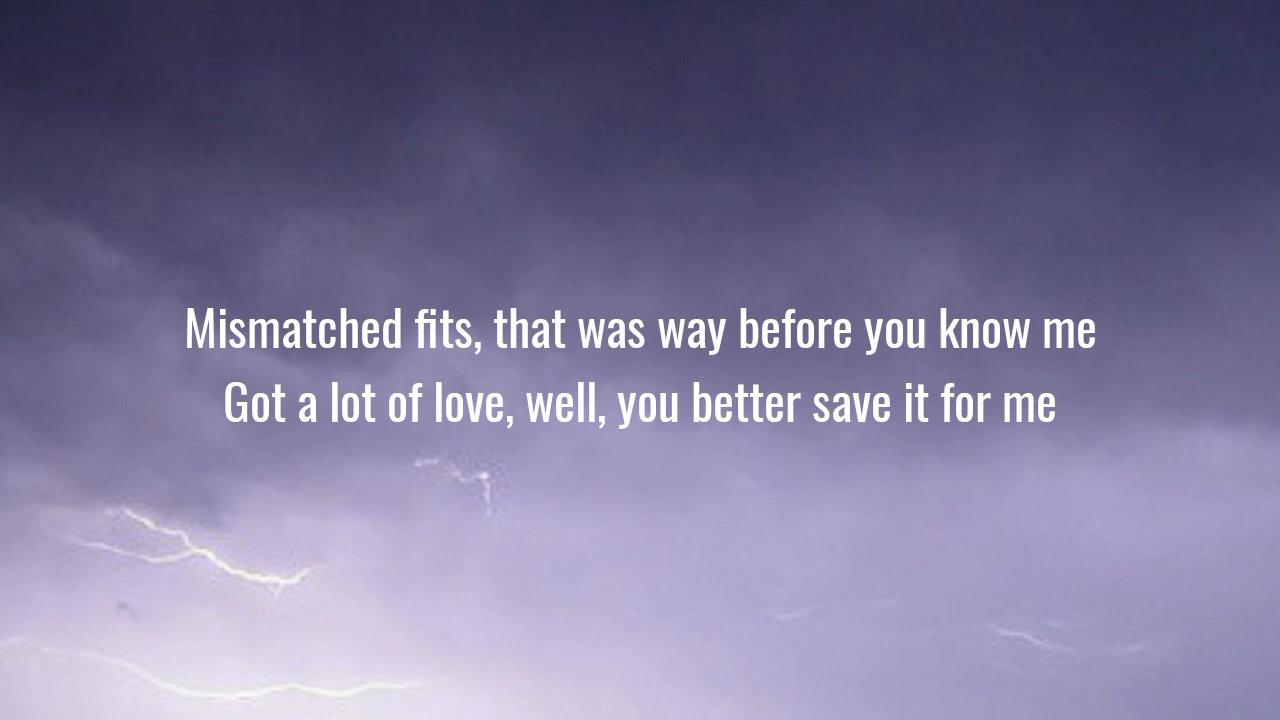 Mismatched fits, that was way before you know me
Got a lot of love, well, you better save it for me